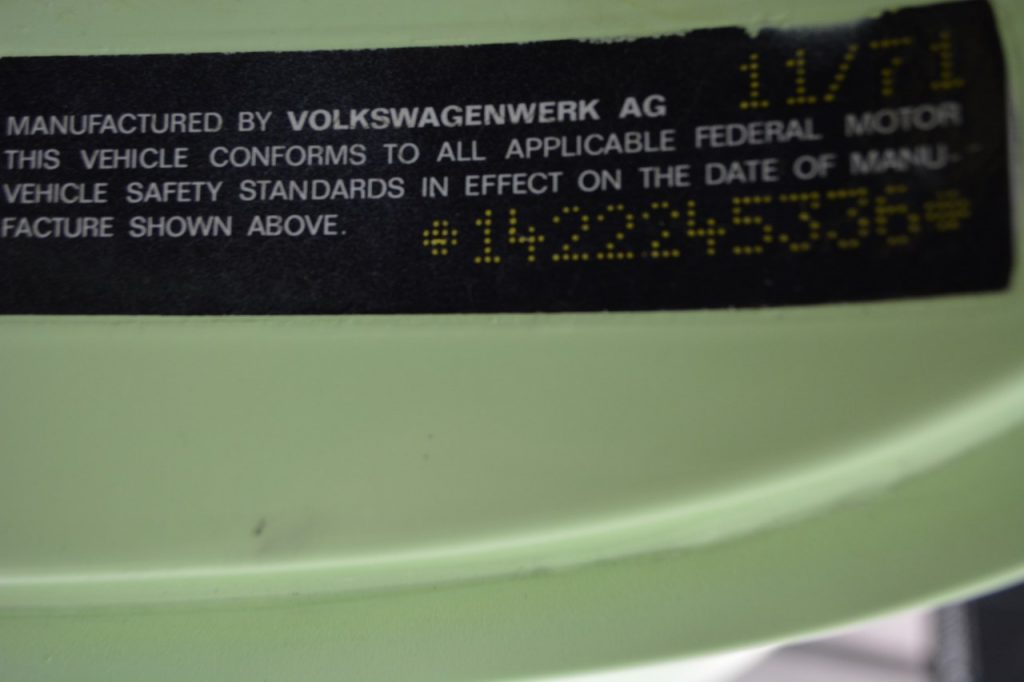 11/71
MANUFACTURED BY VOLKSWAGENWERK AG
THIS VEHICLE CONFORMS TO ALL APPLICABLE FEDERAL MOTOR
VEHICLE SAFETY STANDARDS IN EFFECT ON THE DATE OF MANU-
FACTURE SHOWN ABOVE.
*1422245336*